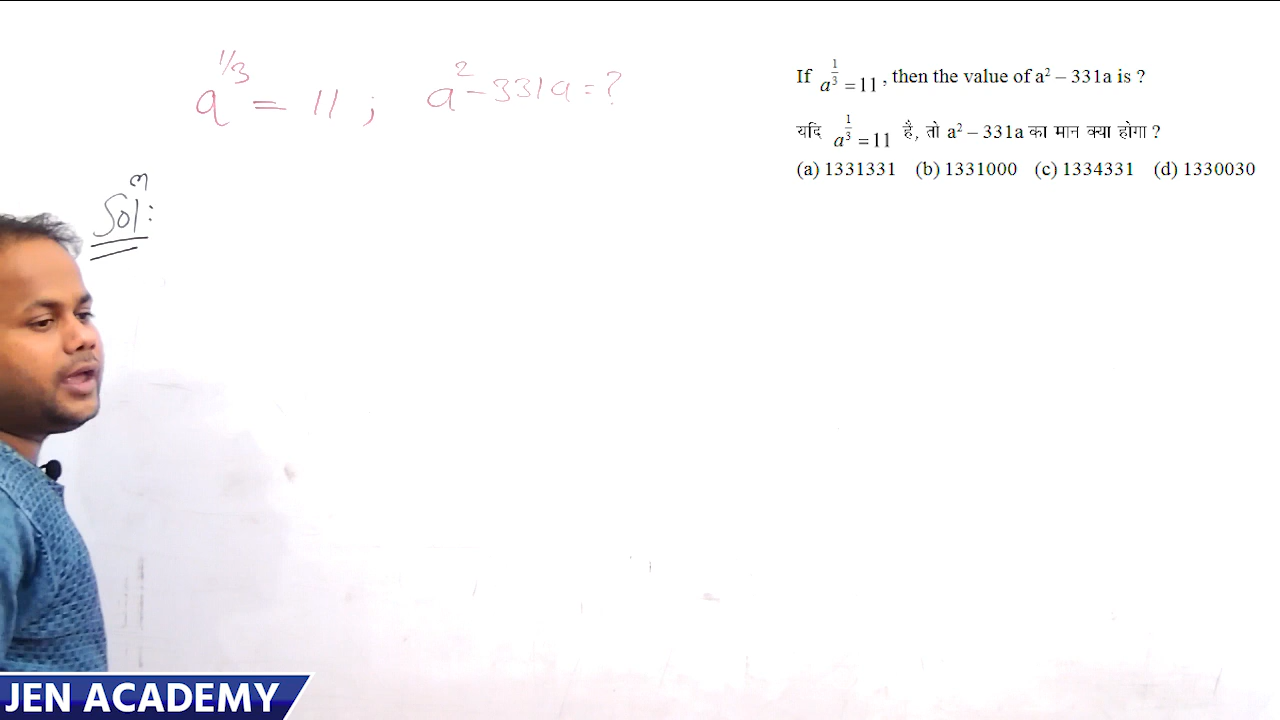 a^1/3 = 11 ; a^2 - 331a = ?
Sol^n:
If a^1/3 = 11, then the value of a² – 331a is ?
यदि a^1/3 = 11 है, तो a² – 331a का मान क्या होगा ?
(a) 1331331 (b) 1331000 (c) 1334331 (d) 1330030
JEN ACADEMY